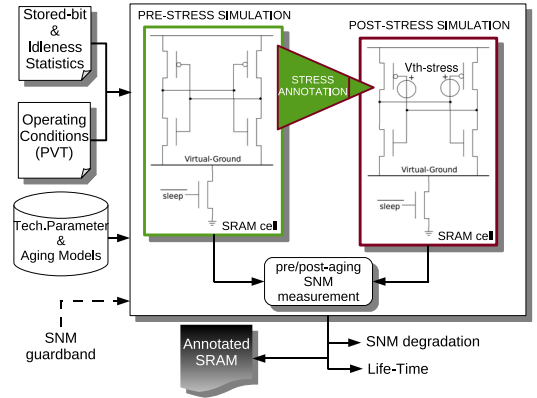 Stored-bit
&
Idleness
Statistics
Operating
Conditions
(PVT)
Tech.Parameter
&
Aging Models
SNM
guardband
PRE-STRESS SIMULATION
Virtual-Ground
sleep
SRAM cell
STRESS
ANNOTATION
POST-STRESS SIMULATION
Vth-stress
+
+
Virtual-Ground
sleep
SRAM cell
pre/post-aging
SNM
measurement
Annotated
SRAM
SNM degradation
Life-Time